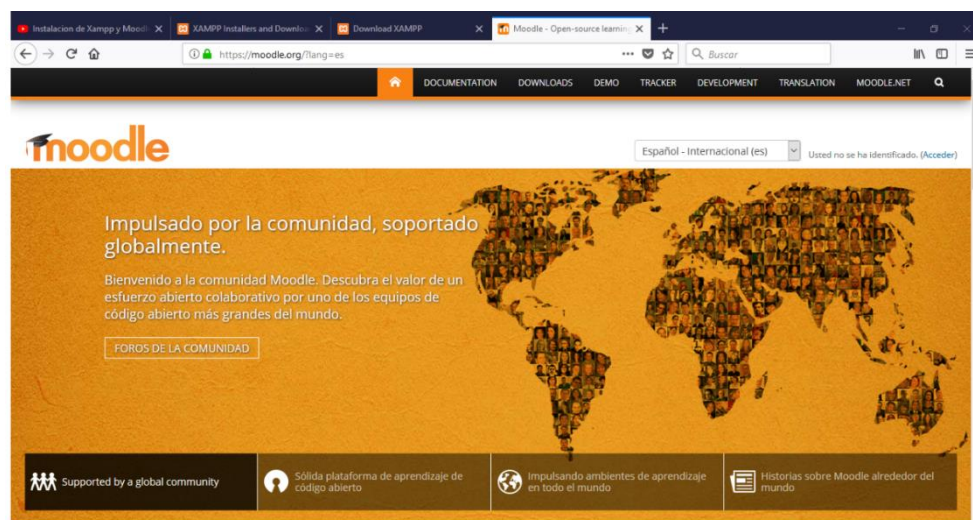 Instalacion de Xampp y Moodl
XAMPP Installers and Downloa
Download XAMPP
Moodle - Open-source learning
https://moodle.org/?lang=es
Buscar
DOCUMENTATION DOWNLOADS DEMO TRACKER DEVELOPMENT TRANSLATION MOODLE.NET
moodle
Español - Internacional (es)
Usted no se ha identificado. (Acceder)
Impulsado por la comunidad, soportado
globalmente.
Bienvenido a la comunidad Moodle. Descubra el valor de un
esfuerzo abierto colaborativo por uno de los equipos de
código abierto más grandes del mundo.
FOROS DE LA COMUNIDAD
Supported by a global community
Sólida plataforma de aprendizaje de
código abierto
Impulsando ambientes de aprendizaje
en todo el mundo
Historias sobre Moodle alrededor del
mundo